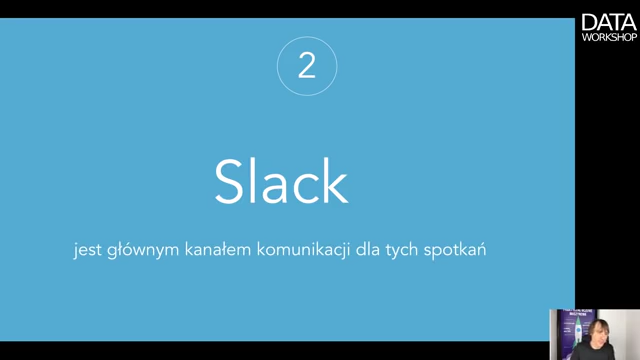 DATA
WORKSHOP
2
Slack
jest głównym kanałem komunikacji dla tych spotkań